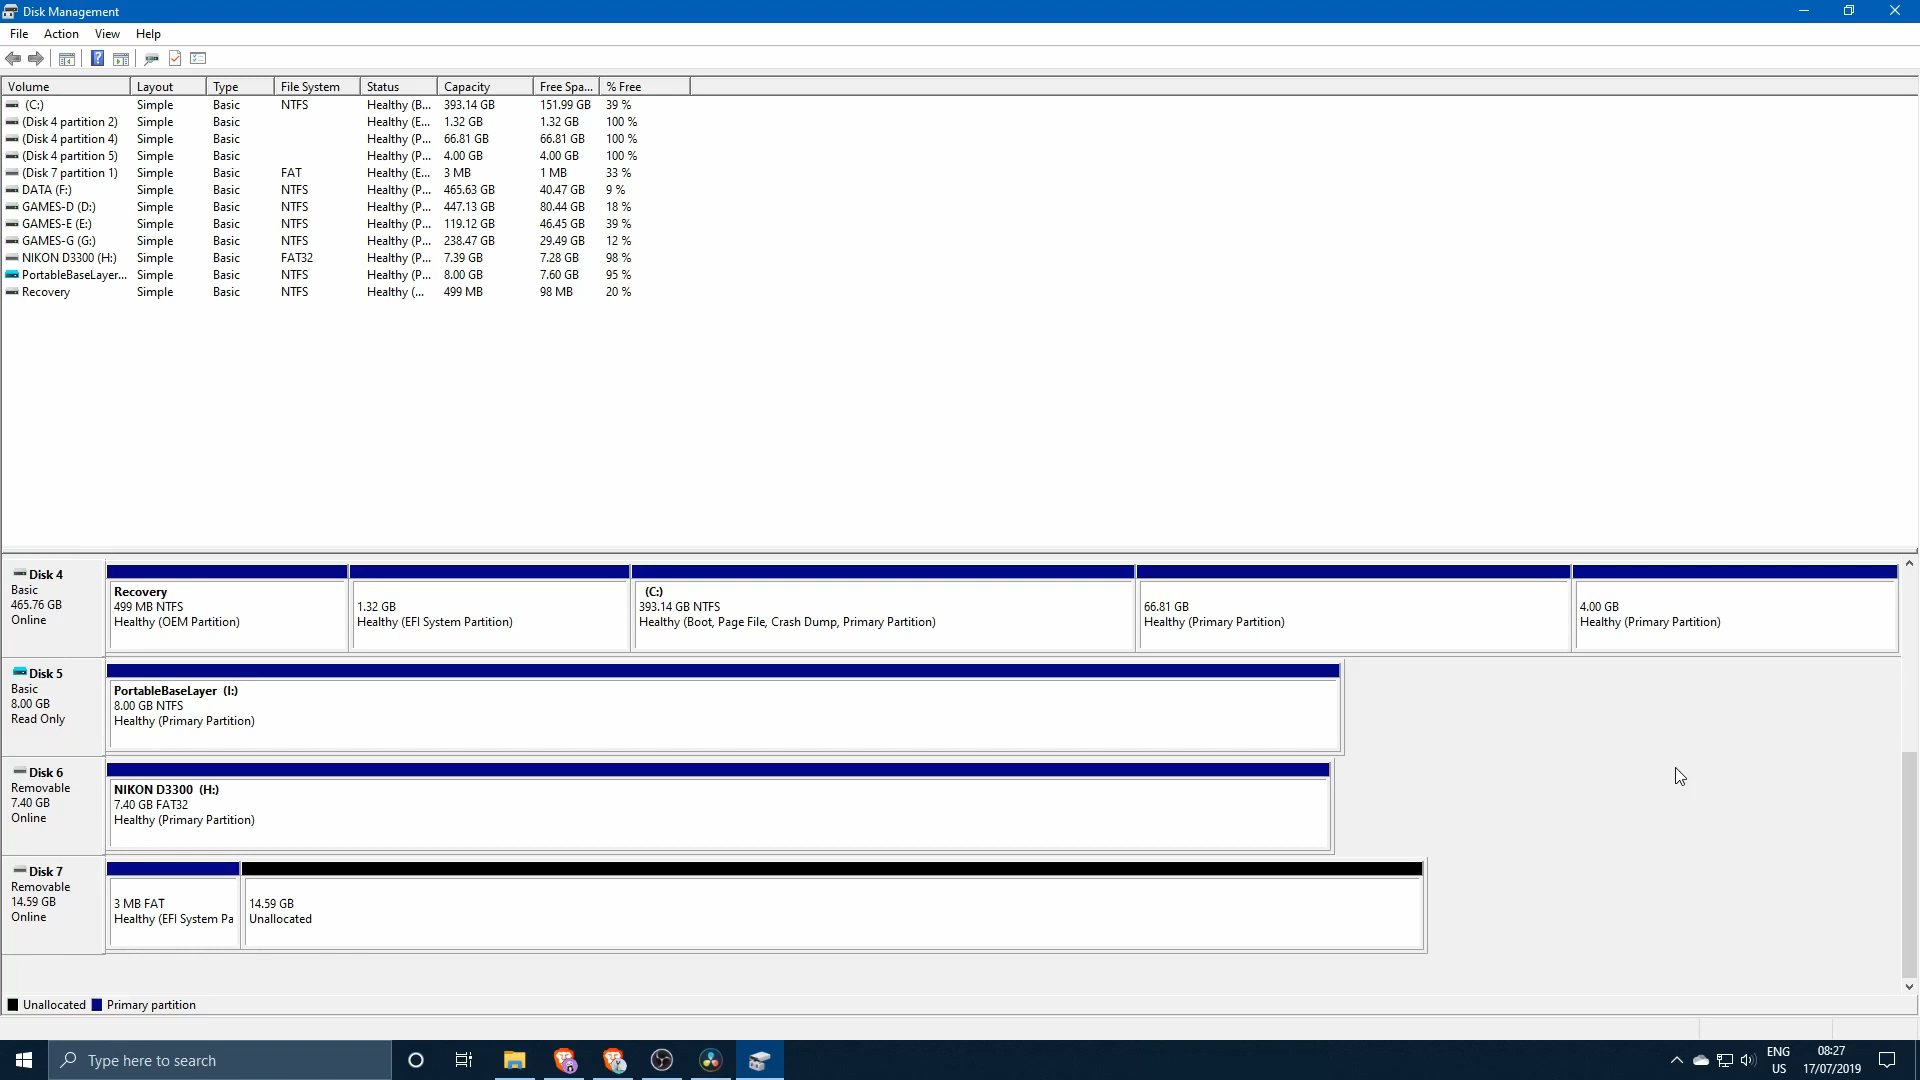 Disk Management
File Action View Help
Volume Layout Type File System Status Capacity Free Spa... % Free
(C:) Simple Basic NTFS Healthy (B... 393.14 GB 151.99 GB 39 %
(Disk 4 partition 2) Simple Basic Healthy (E... 1.32 GB 1.32 GB 100 %
(Disk 4 partition 4) Simple Basic Healthy (P... 66.81 GB 66.81 GB 100 %
(Disk 4 partition 5) Simple Basic Healthy (P... 4.00 GB 4.00 GB 100 %
(Disk 7 partition 1) Simple Basic FAT Healthy (E... 3 MB 1 MB 33 %
DATA (F:) Simple Basic NTFS Healthy (P... 465.63 GB 40.47 GB 9 %
GAMES-D (D:) Simple Basic NTFS Healthy (P... 447.13 GB 80.44 GB 18 %
GAMES-E (E:) Simple Basic NTFS Healthy (P... 119.12 GB 46.45 GB 39 %
GAMES-G (G:) Simple Basic NTFS Healthy (P... 238.47 GB 29.49 GB 12 %
NIKON D3300 (H:) Simple Basic FAT32 Healthy (P... 7.39 GB 7.28 GB 98 %
PortableBaseLayer... Simple Basic NTFS Healthy (P... 8.00 GB 7.60 GB 95 %
Recovery Simple Basic NTFS Healthy (... 499 MB 98 MB 20 %
Disk 4
Basic
465.76 GB
Online
Recovery
499 MB NTFS
Healthy (OEM Partition)
1.32 GB
Healthy (EFI System Partition)
(C:)
393.14 GB NTFS
Healthy (Boot, Page File, Crash Dump, Primary Partition)
66.81 GB
Healthy (Primary Partition)
4.00 GB
Healthy (Primary Partition)
Disk 5
Basic
8.00 GB
Read Only
PortableBaseLayer (I:)
8.00 GB NTFS
Healthy (Primary Partition)
Disk 6
Removable
7.40 GB
Online
NIKON D3300 (H:)
7.40 GB FAT32
Healthy (Primary Partition)
Disk 7
Removable
14.59 GB
Online
3 MB FAT
Healthy (EFI System Pa
14.59 GB
Unallocated
Unallocated Primary partition
Type here to search
ENG
US
08:27
17/07/2019